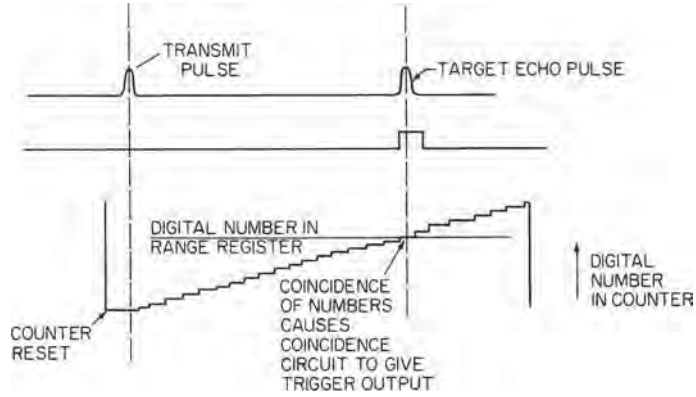 TRANSMIT
PULSE
TARGET ECHO PULSE
DIGITAL NUMBER IN
RANGE REGISTER
COUNTER
RESET
COINCIDENCE
OF NUMBERS
CAUSES
COINCIDENCE
CIRCUIT TO GIVE
TRIGGER OUTPUT
DIGITAL
NUMBER
IN COUNTER